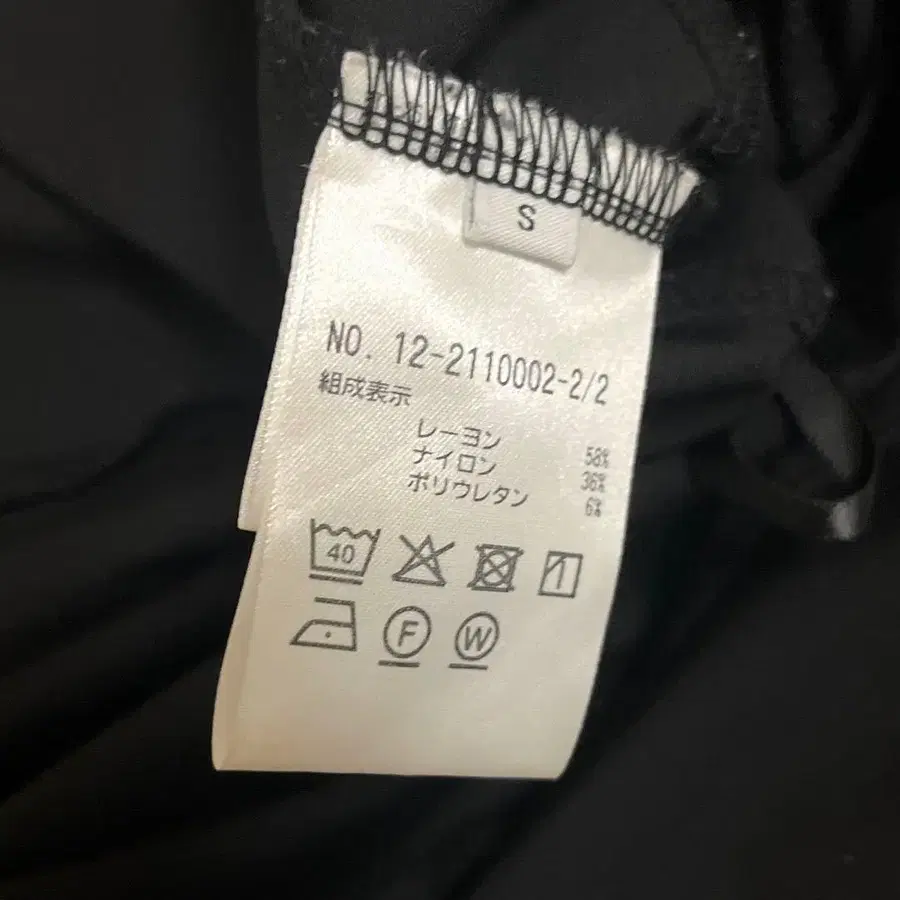 S
NO. 12-2110002-2/2
組成表示
レーヨン 58%
ナイロン 36%
ポリウレタン 6%
40
F W